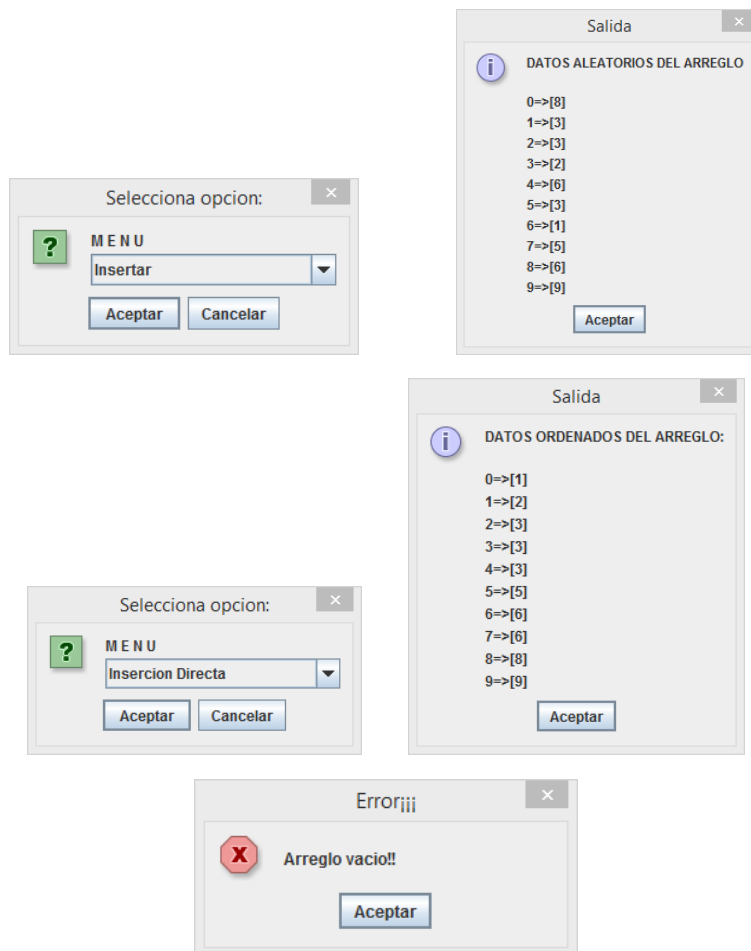 Salida
DATOS ALEATORIOS DEL ARREGLO
0=>[8]
1=>[3]
2=>[3]
3=>[2]
4=>[6]
5=>[3]
6=>[1]
7=>[5]
8=>[6]
9=>[9]
Aceptar
Selecciona opcion:
M E N U
Insertar
Aceptar
Cancelar
Salida
DATOS ORDENADOS DEL ARREGLO:
0=>[1]
1=>[2]
2=>[3]
3=>[3]
4=>[3]
5=>[5]
6=>[6]
7=>[6]
8=>[8]
9=>[9]
Aceptar
Selecciona opcion:
M E N U
Insercion Directa
Aceptar
Cancelar
Error¡¡¡
Arreglo vacio!!
Aceptar